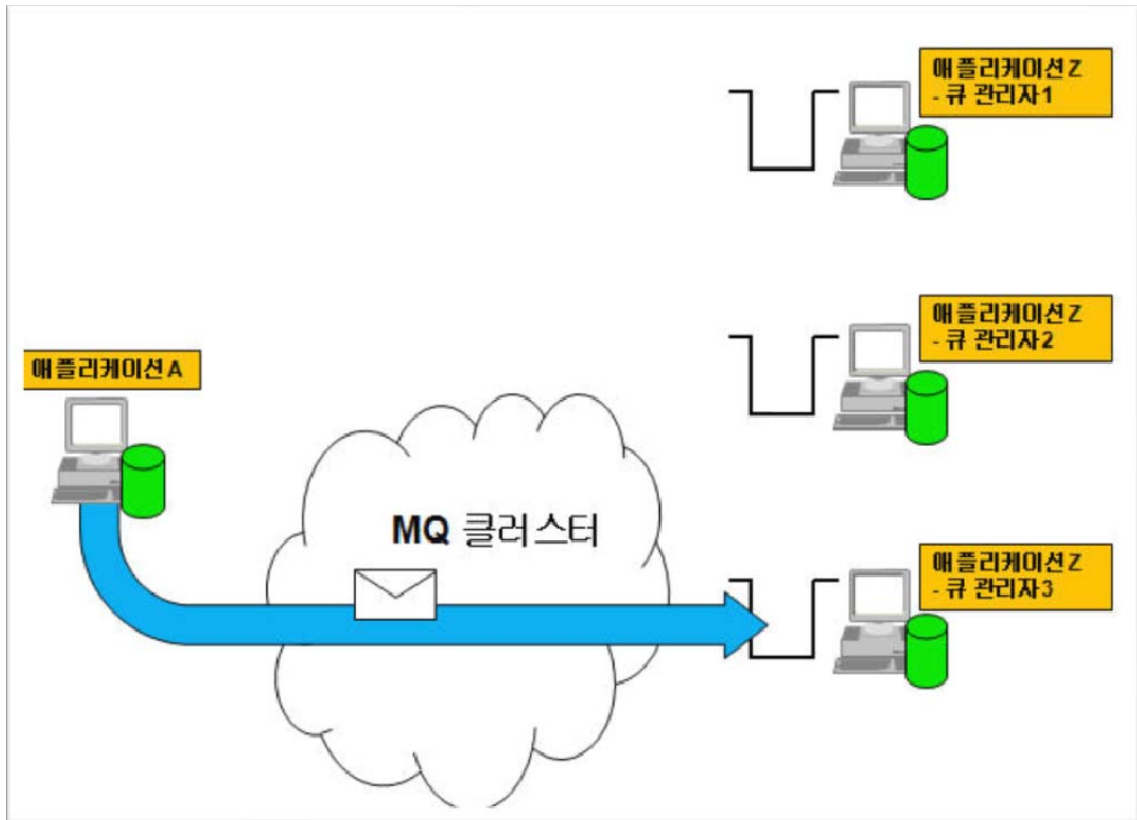 애플리케이션 Z
- 큐 관리자 1
애플리케이션 Z
- 큐 관리자 2
애플리케이션 A
MQ 클러스터
애플리케이션 Z
- 큐 관리자 3